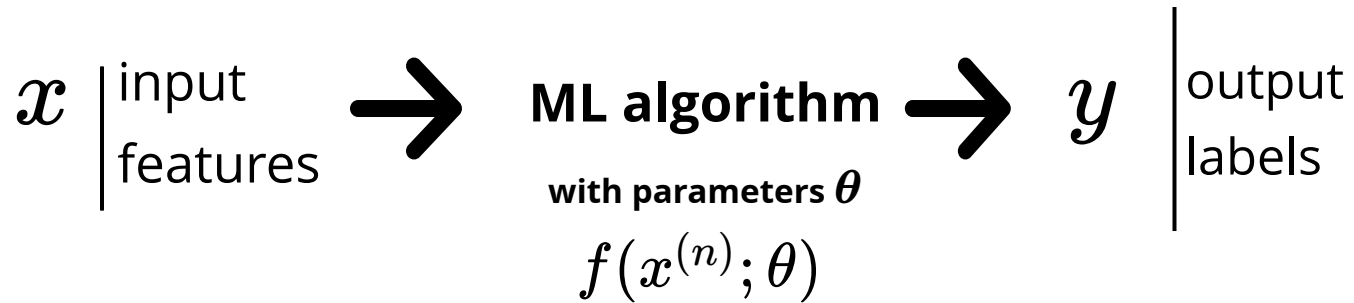 x
input
features
ML algorithm
with parameters θ
f(x^{(n)}; θ)
y
output
labels